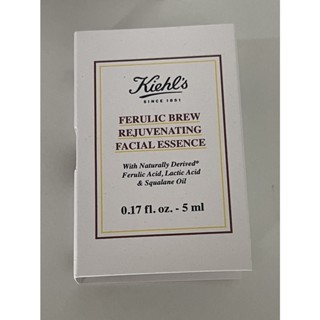 Kiehl's
SINCE 1851
FERULIC BREW
REJUVENATING
FACIAL ESSENCE
With Naturally Derived*
Ferulic Acid, Lactic Acid
& Squalane Oil
0.17 fl. oz. - 5 ml